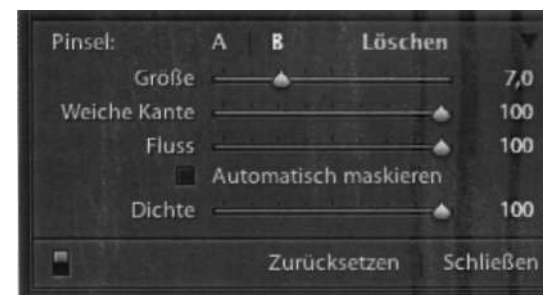 Pinsel: A B Löschen
Größe 7,0
Weiche Kante 100
Fluss 100
Automatisch maskieren
Dichte 100
Zurücksetzen Schließen